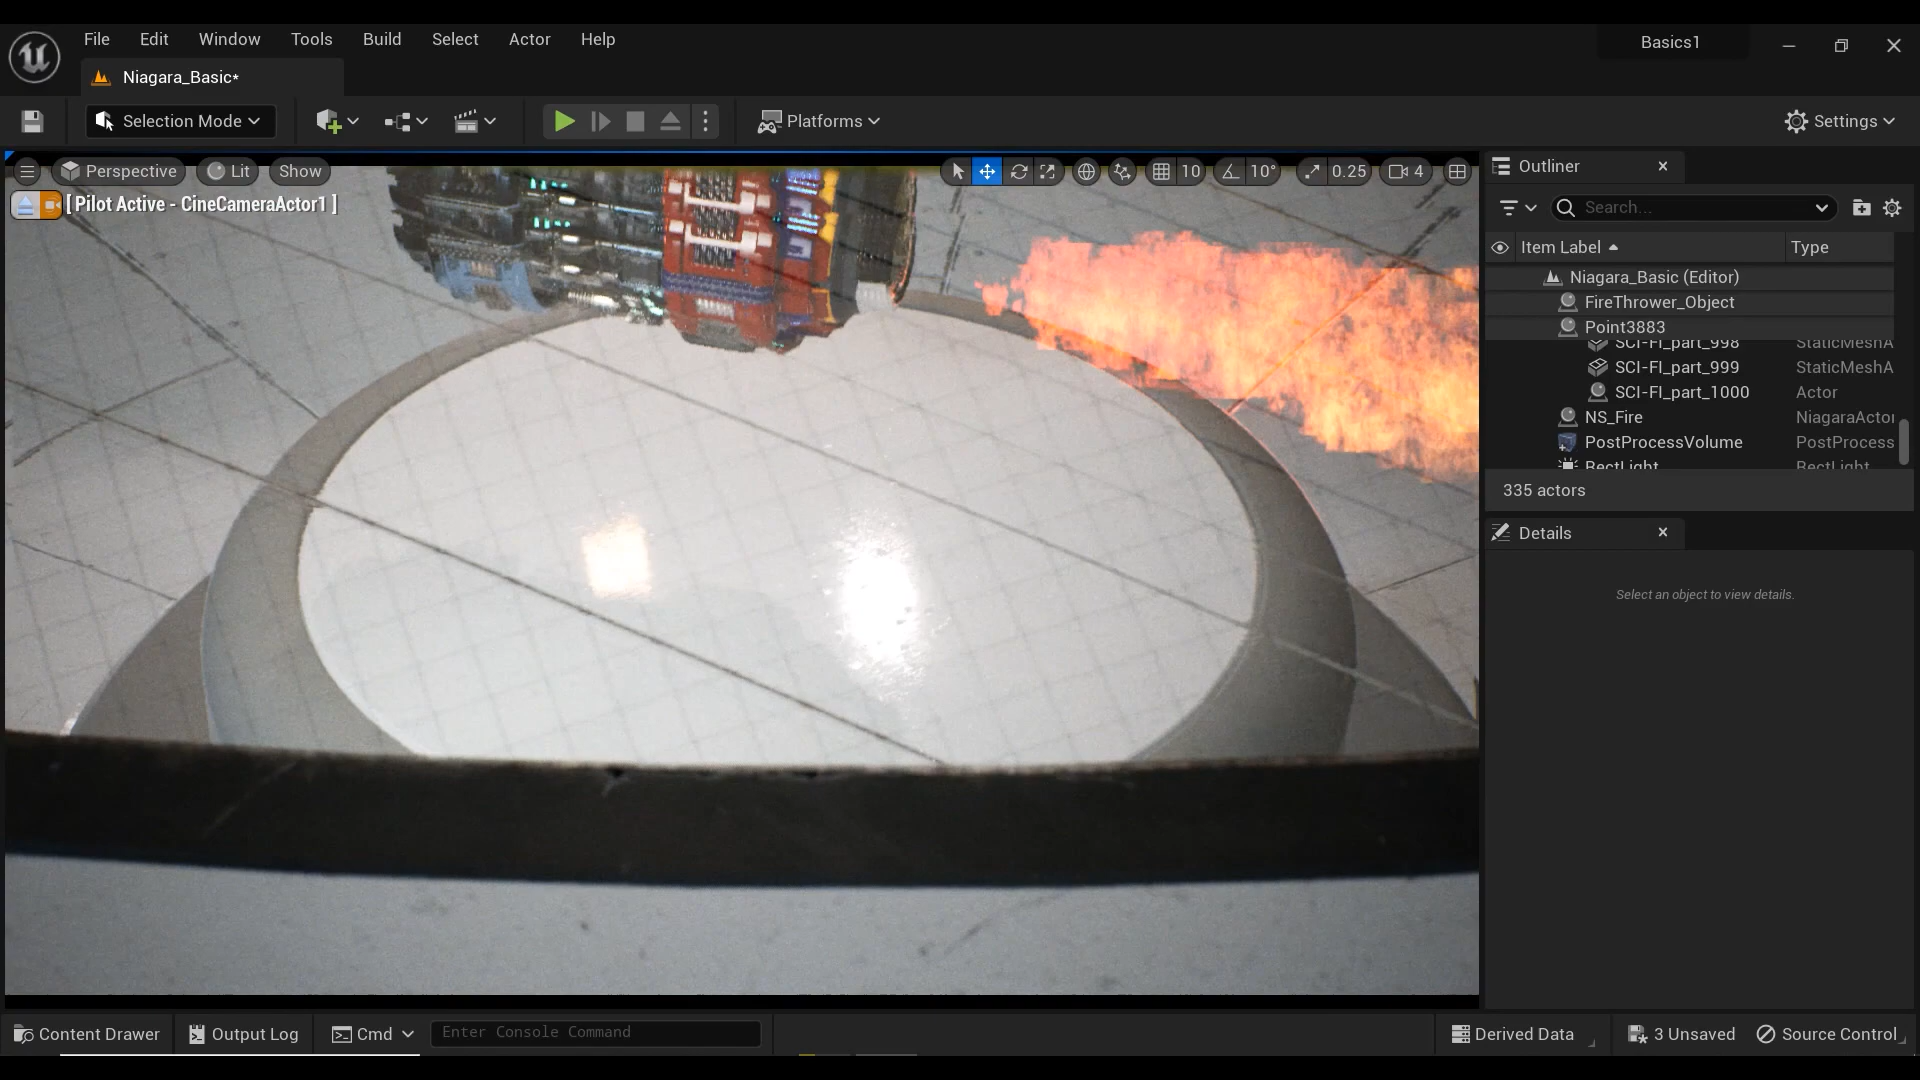 File Edit Window Tools Build Select Actor Help
Basics1
Niagara_Basic*
Selection Mode
Platforms
Settings
Perspective
Lit
Show
10
10°
0.25
4
[ Pilot Active - CineCameraActor1 ]
Outliner
Search...
Item Label
Type
Niagara_Basic (Editor)
FireThrower_Object
Point3883
SCI-FI_part_998 StaticMeshA
SCI-FI_part_999 StaticMeshA
SCI-FI_part_1000 Actor
NS_Fire NiagaraActor
PostProcessVolume PostProcess
RectLight RectLight
335 actors
Details
Select an object to view details.
Content Drawer
Output Log
Cmd
Enter Console Command
Derived Data
3 Unsaved
Source Control